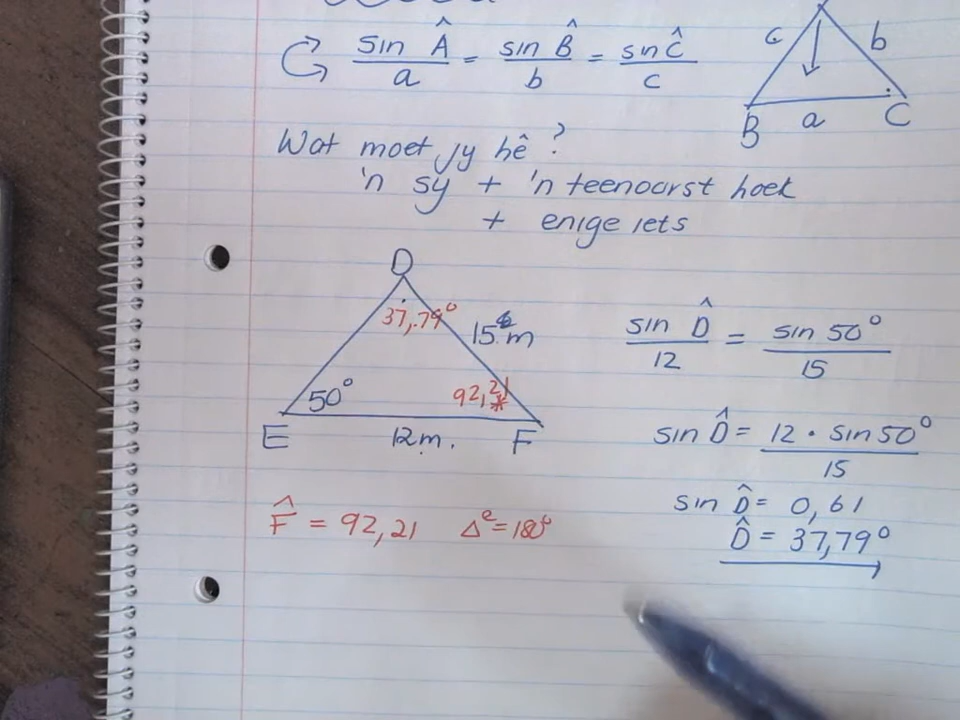 sin Â/a = sin B̂/b = sin Ĉ/c
c b
B a C
Wat moet jy hê?
'n sy + 'n teenoorst hoek
+ enige iets
D
37,79°
15 m
50° 92,21
E 12m. F
sin D̂/12 = sin 50°/15
sin D̂ = 12 · sin 50°/15
sin D̂ = 0,61
D̂ = 37,79°
F̂ = 92,21 Δᵉ = 180°